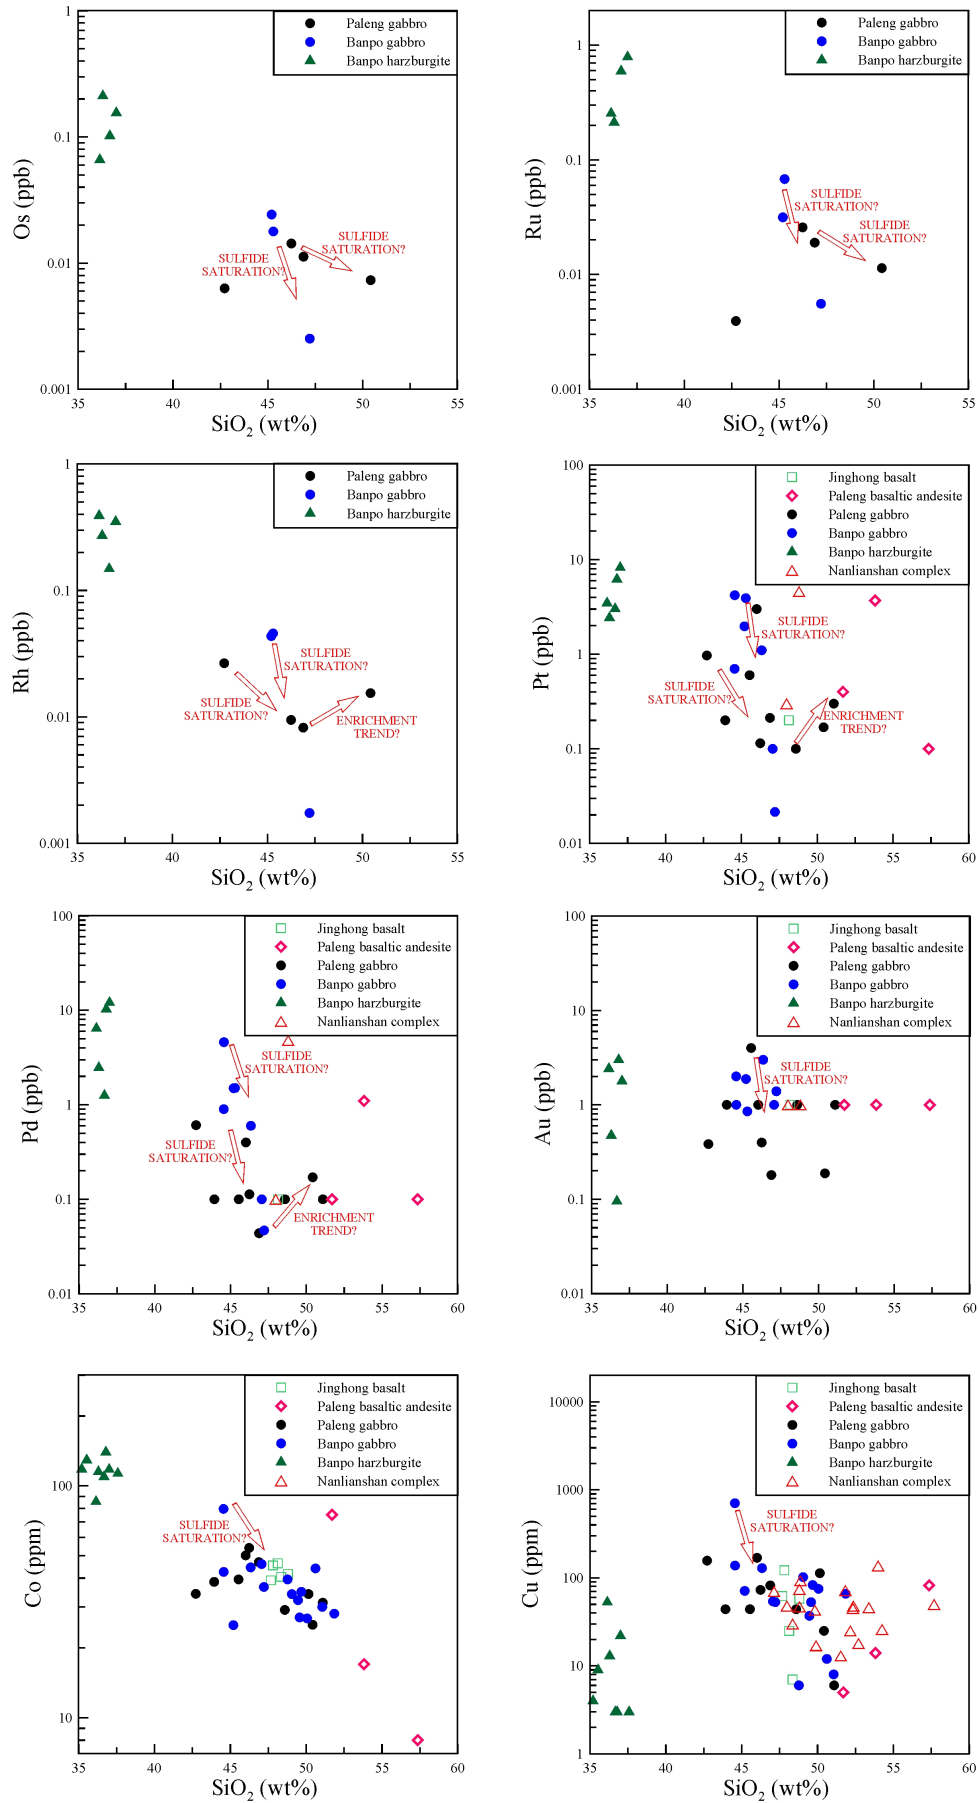 1
0.1
0.01
0.001
Os (ppb)
Paleng gabbro
Banpo gabbro
Banpo harzburgite
SULFIDE
SATURATION?
SULFIDE
SATURATION?
35 40 45 50 55
SiO2 (wt%)
1
0.1
0.01
0.001
Ru (ppb)
Paleng gabbro
Banpo gabbro
Banpo harzburgite
SULFIDE
SATURATION?
SULFIDE
SATURATION?
35 40 45 50 55
SiO2 (wt%)
1
0.1
0.01
0.001
Rh (ppb)
Paleng gabbro
Banpo gabbro
Banpo harzburgite
SULFIDE
SATURATION?
SULFIDE
SATURATION?
ENRICHMENT
TREND?
35 40 45 50 55
SiO2 (wt%)
100
10
1
0.1
0.01
Pt (ppb)
Jinghong basalt
Paleng basaltic andesite
Paleng gabbro
Banpo gabbro
Banpo harzburgite
Nanlianshan complex
SULFIDE
SATURATION?
SULFIDE
SATURATION?
ENRICHMENT
TREND?
35 40 45 50 55 60
SiO2 (wt%)
100
10
1
0.1
0.01
Pd (ppb)
Jinghong basalt
Paleng basaltic andesite
Paleng gabbro
Banpo gabbro
Banpo harzburgite
Nanlianshan complex
SULFIDE
SATURATION?
SULFIDE
SATURATION?
ENRICHMENT
TREND?
35 40 45 50 55 60
SiO2 (wt%)
100
10
1
0.1
0.01
Au (ppb)
Jinghong basalt
Paleng basaltic andesite
Paleng gabbro
Banpo gabbro
Banpo harzburgite
Nanlianshan complex
SULFIDE
SATURATION?
35 40 45 50 55 60
SiO2 (wt%)
100
10
Co (ppm)
Jinghong basalt
Paleng basaltic andesite
Paleng gabbro
Banpo gabbro
Banpo harzburgite
Nanlianshan complex
SULFIDE
SATURATION?
35 40 45 50 55 60
SiO2 (wt%)
10000
1000
100
10
1
Cu (ppm)
Jinghong basalt
Paleng basaltic andesite
Paleng gabbro
Banpo gabbro
Banpo harzburgite
Nanlianshan complex
SULFIDE
SATURATION?
35 40 45 50 55 60
SiO2 (wt%)